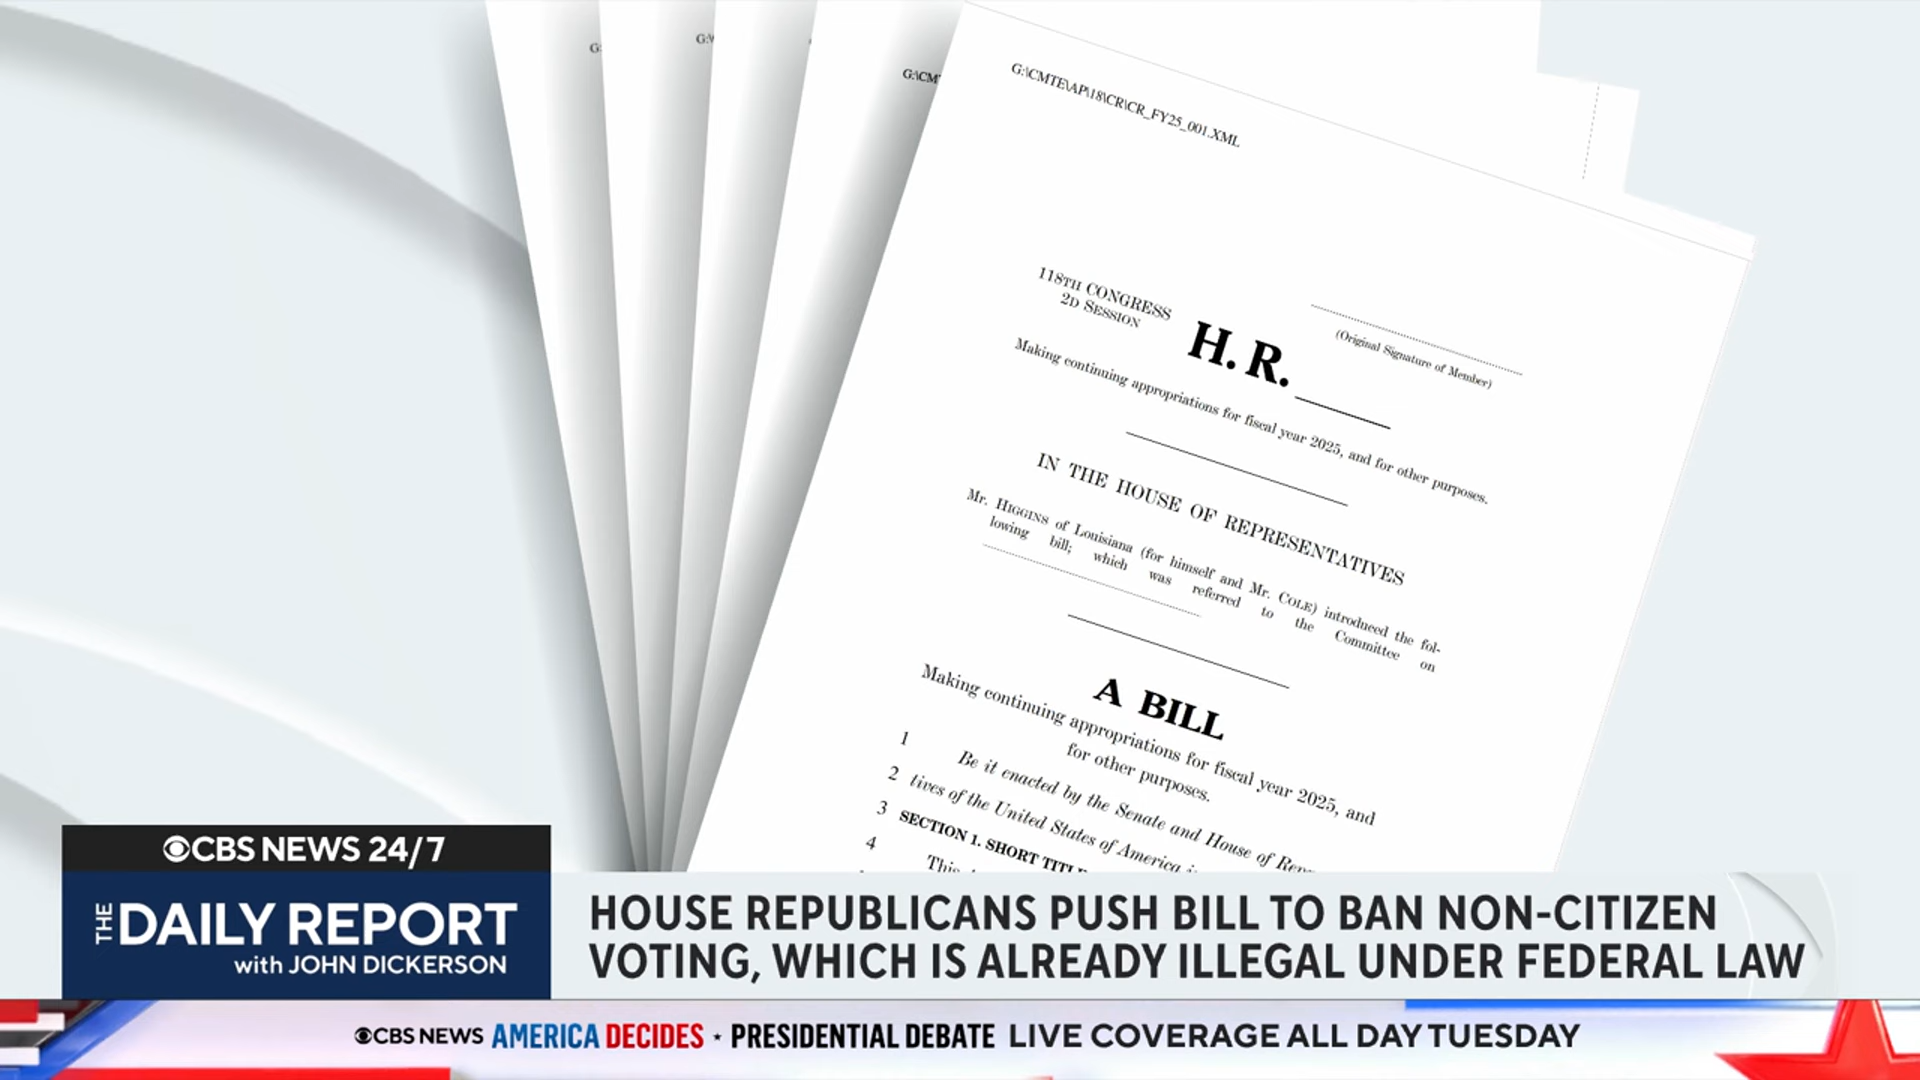 G:
G:\
G:\CM
G:\CMTE\AP\18\CR\CR_FY25_001.XML
118TH CONGRESS
2D SESSION
H. R.
(Original Signature of Member)
Making continuing appropriations for fiscal year 2025, and for other purposes.
IN THE HOUSE OF REPRESENTATIVES
Mr. HIGGINS of Louisiana (for himself and Mr. COLE) introduced the fol-
lowing bill; which was referred to the Committee on
A BILL
Making continuing appropriations for fiscal year 2025, and
for other purposes.
1 Be it enacted by the Senate and House of Repre
2 tives of the United States of America i
3 SECTION 1. SHORT TITLE
4 This
CBS NEWS 24/7
THE DAILY REPORT
with JOHN DICKERSON
HOUSE REPUBLICANS PUSH BILL TO BAN NON-CITIZEN
VOTING, WHICH IS ALREADY ILLEGAL UNDER FEDERAL LAW
CBS NEWS AMERICA DECIDES ★ PRESIDENTIAL DEBATE LIVE COVERAGE ALL DAY TUESDAY